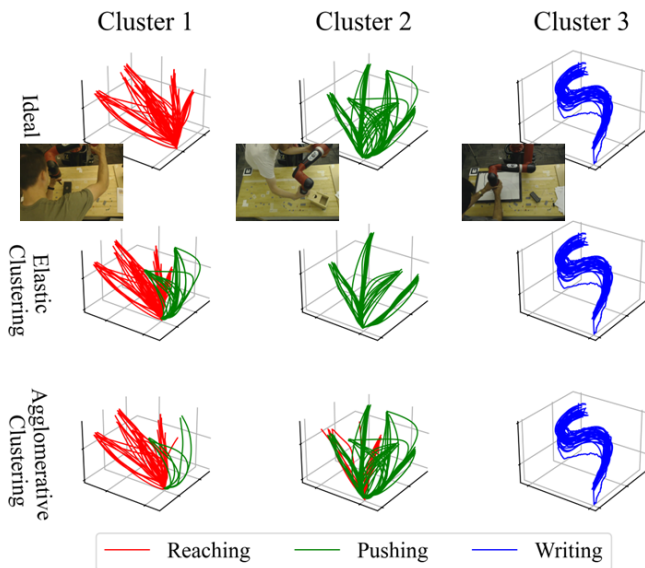 Cluster 1
Cluster 2
Cluster 3
Ideal
Elastic
Clustering
Agglomerative
Clustering
Reaching
Pushing
Writing